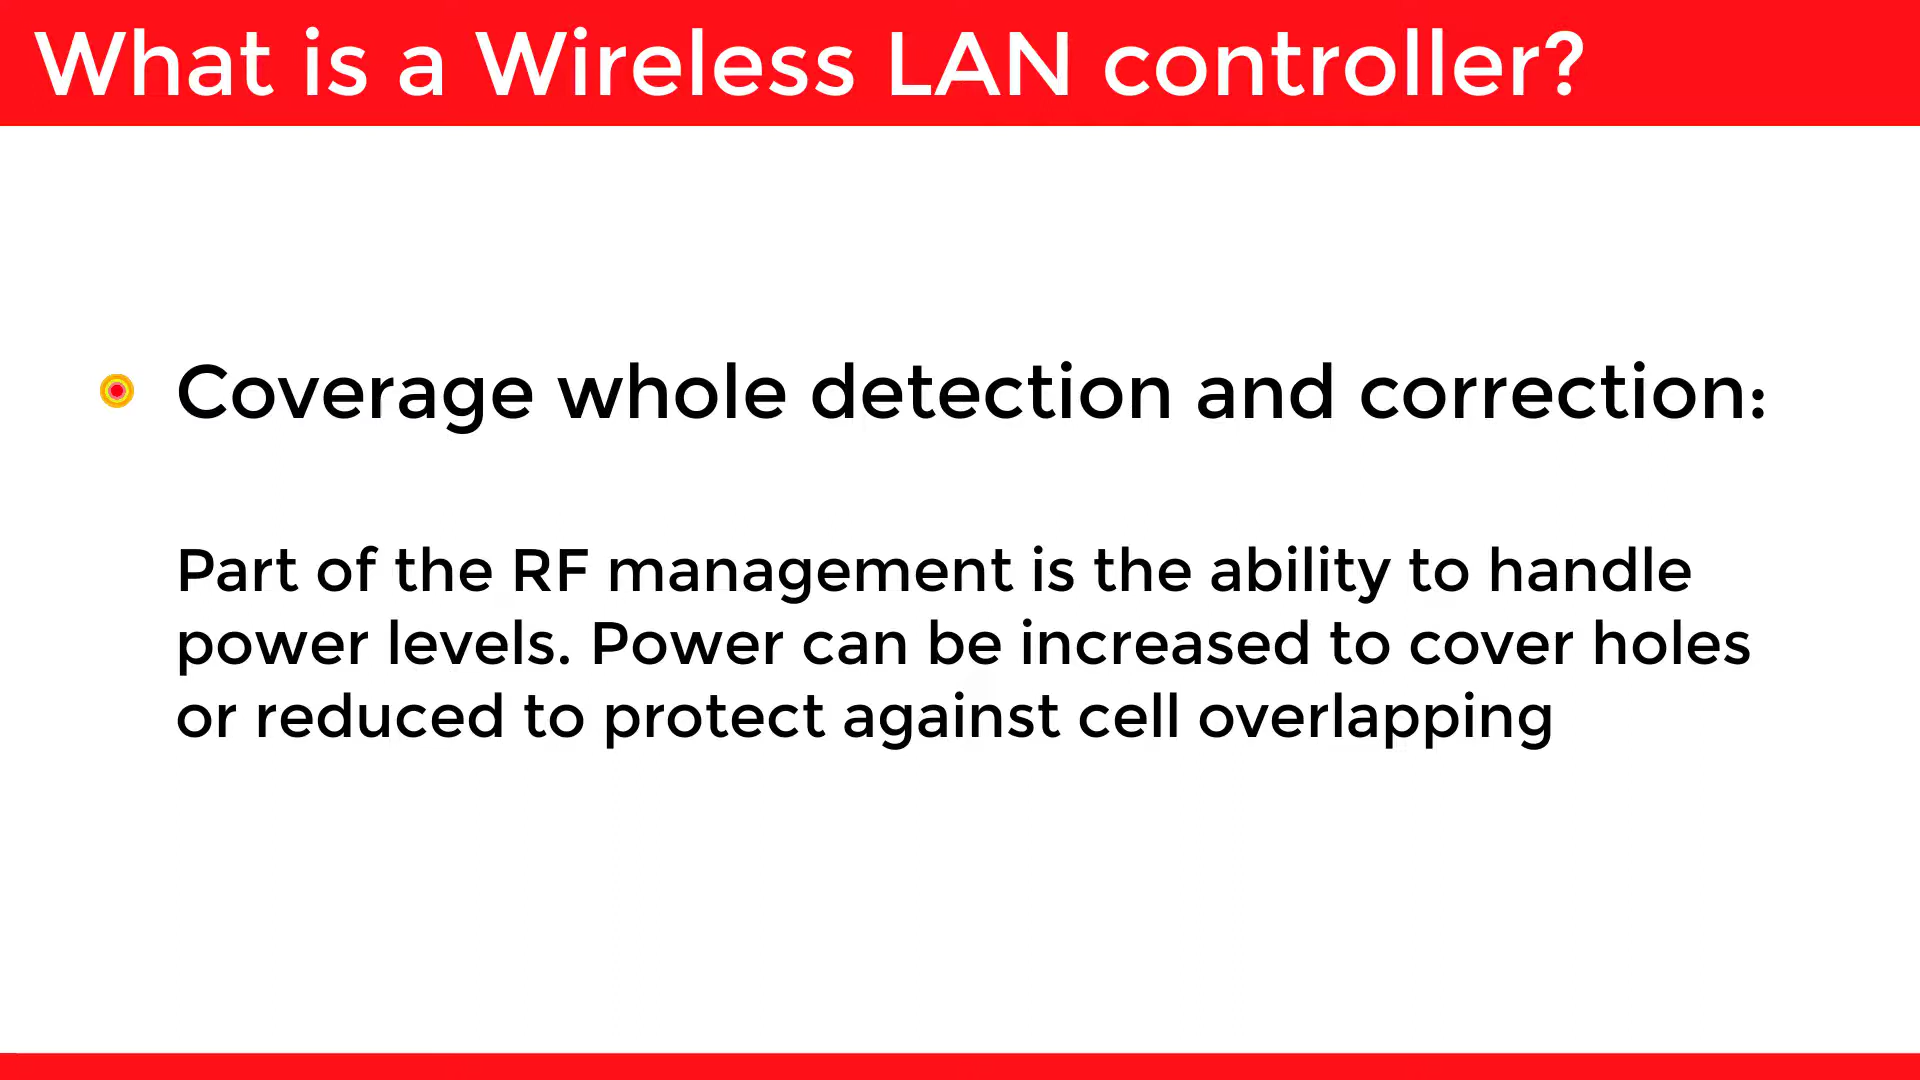 What is a Wireless LAN controller?
Coverage whole detection and correction:
Part of the RF management is the ability to handle
power levels. Power can be increased to cover holes
or reduced to protect against cell overlapping